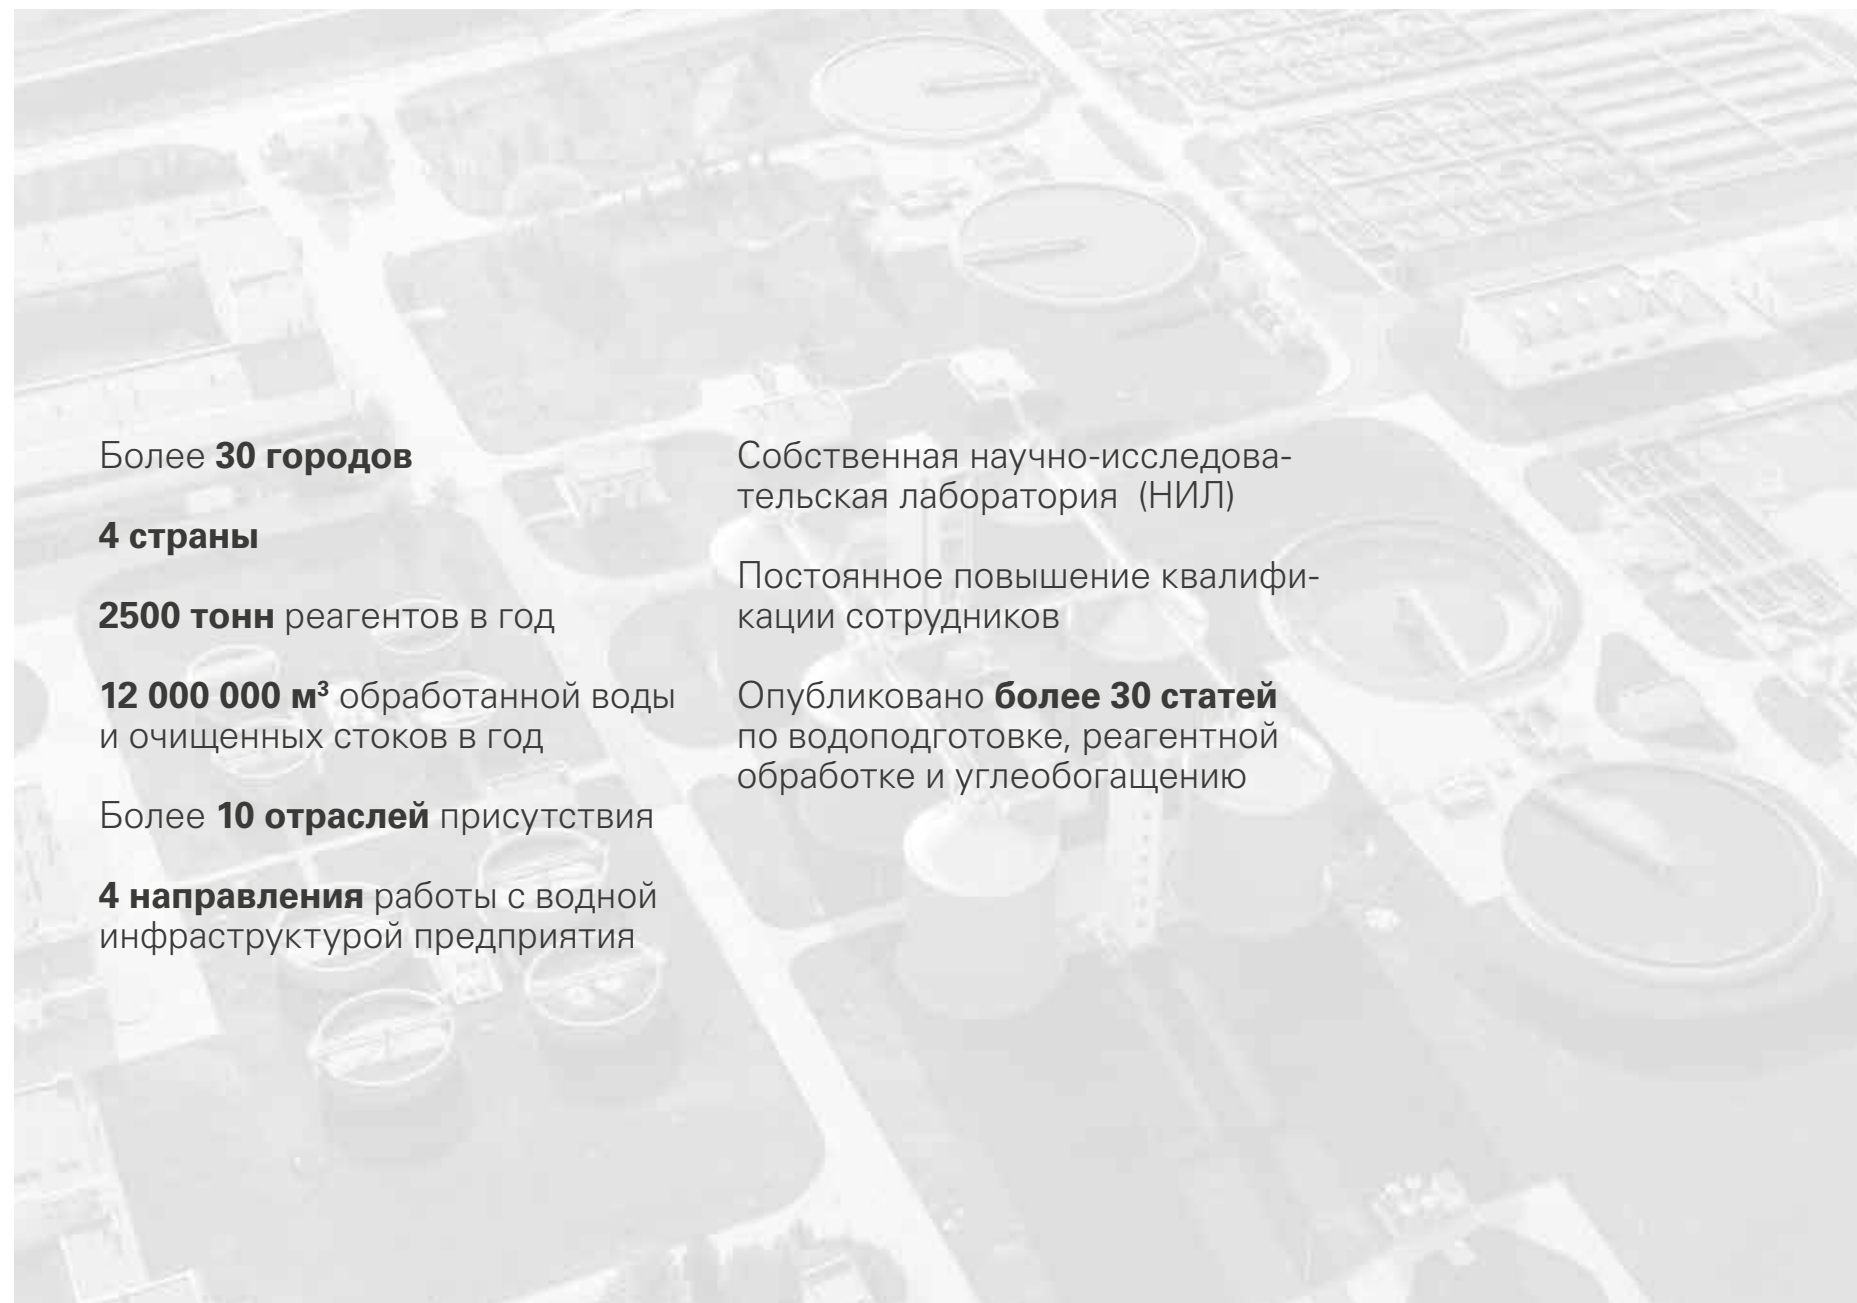 Более 30 городов
4 страны
2500 тонн реагентов в год
12 000 000 м³ обработанной воды
и очищенных стоков в год
Более 10 отраслей присутствия
4 направления работы с водной
инфраструктурой предприятия
Собственная научно-исследова-
тельская лаборатория (НИЛ)
Постоянное повышение квалифи-
кации сотрудников
Опубликовано более 30 статей
по водоподготовке, реагентной
обработке и углеобогащению